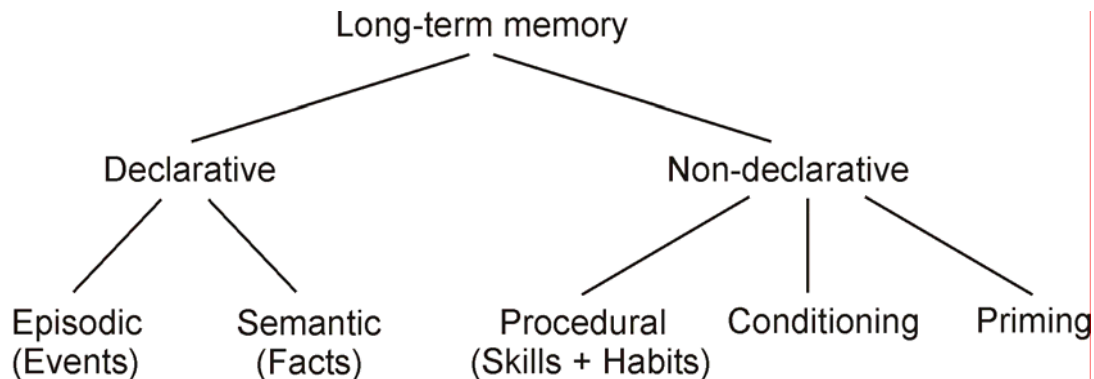 Long-term memory
Declarative
Non-declarative
Episodic
(Events)
Semantic
(Facts)
Procedural
(Skills + Habits)
Conditioning
Priming